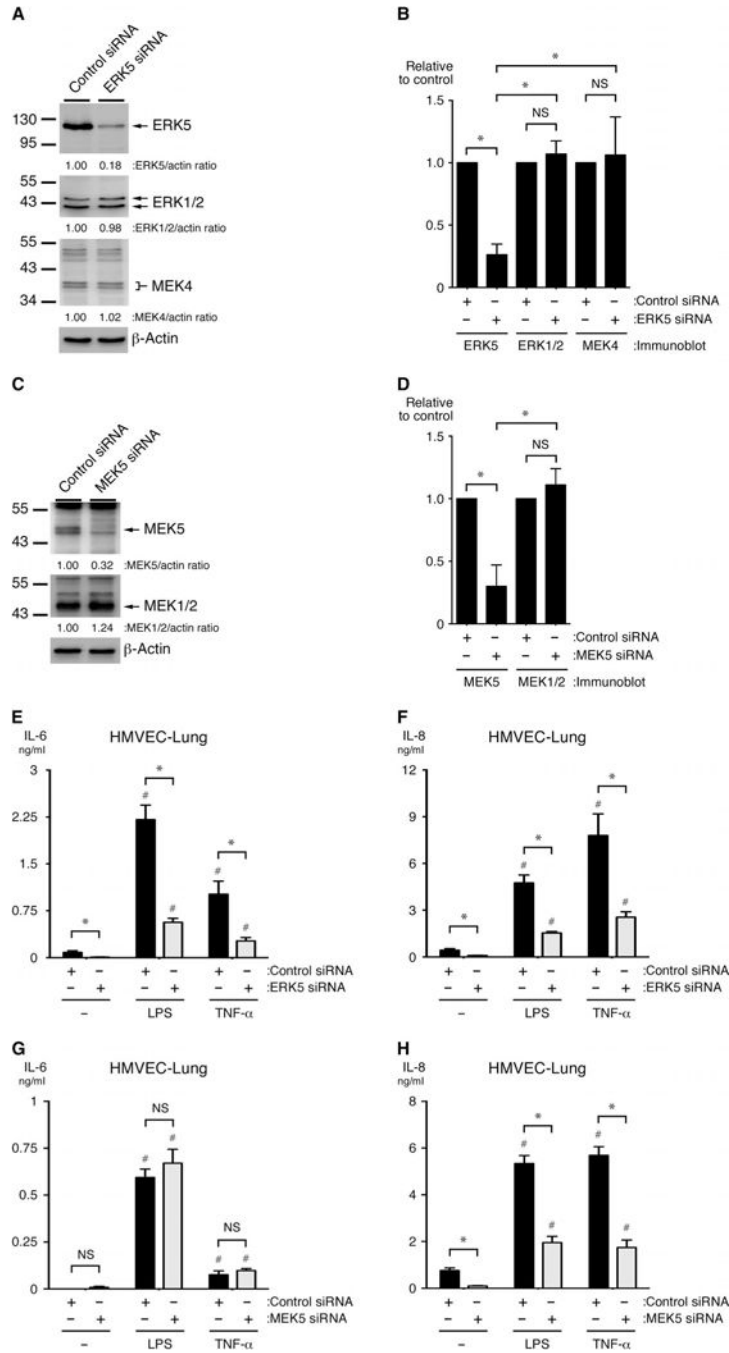 A
Control siRNA
ERK5 siRNA
130
95
ERK5
1.00 0.18 :ERK5/actin ratio
55
43
ERK1/2
1.00 0.98 :ERK1/2/actin ratio
55
43
34
MEK4
1.00 1.02 :MEK4/actin ratio
β-Actin
B
Relative
to control
1.5
1.0
0.5
0
*
*
*
NS
NS
+ – + – + – :Control siRNA
– + – + – + :ERK5 siRNA
ERK5 ERK1/2 MEK4 :Immunoblot
C
Control siRNA
MEK5 siRNA
55
43
MEK5
1.00 0.32 :MEK5/actin ratio
55
43
MEK1/2
1.00 1.24 :MEK1/2/actin ratio
β-Actin
D
Relative
to control
1.5
1.0
0.5
0
*
*
NS
+ – + – :Control siRNA
– + – + :MEK5 siRNA
MEK5 MEK1/2 :Immunoblot
E
IL-6
ng/ml
HMVEC-Lung
3
2.25
1.5
0.75
0
* * *
# # # #
+ – + – + – :Control siRNA
– + – + – + :ERK5 siRNA
– LPS TNF-α
F
IL-8
ng/ml
HMVEC-Lung
12
9
6
3
0
* * *
# # # #
+ – + – + – :Control siRNA
– + – + – + :ERK5 siRNA
– LPS TNF-α
G
IL-6
ng/ml
HMVEC-Lung
1
0.75
0.5
0.25
0
NS NS NS
# # # #
+ – + – + – :Control siRNA
– + – + – + :MEK5 siRNA
– LPS TNF-α
H
IL-8
ng/ml
HMVEC-Lung
8
6
4
2
0
* * *
# # # #
+ – + – + – :Control siRNA
– + – + – + :MEK5 siRNA
– LPS TNF-α